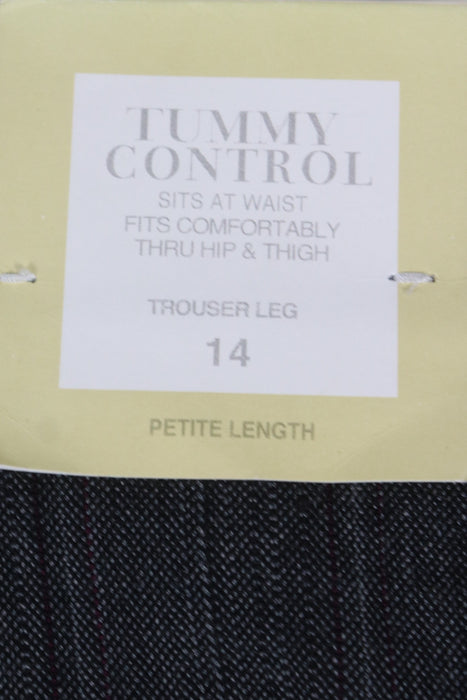 TUMMY
CONTROL
SITS AT WAIST
FITS COMFORTABLY
THRU HIP & THIGH
TROUSER LEG
14
PETITE LENGTH